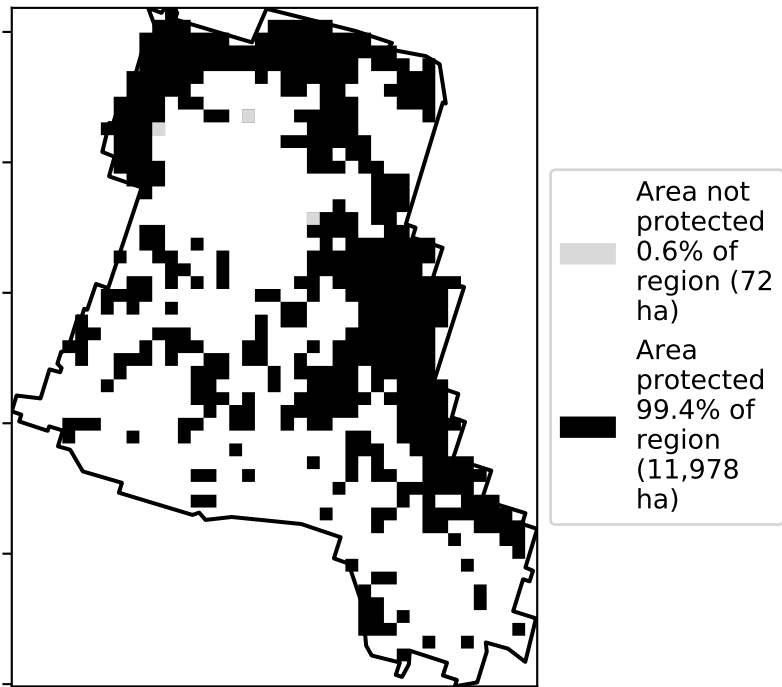 Area not
protected
0.6% of
region (72
ha)
Area
protected
99.4% of
region
(11,978
ha)